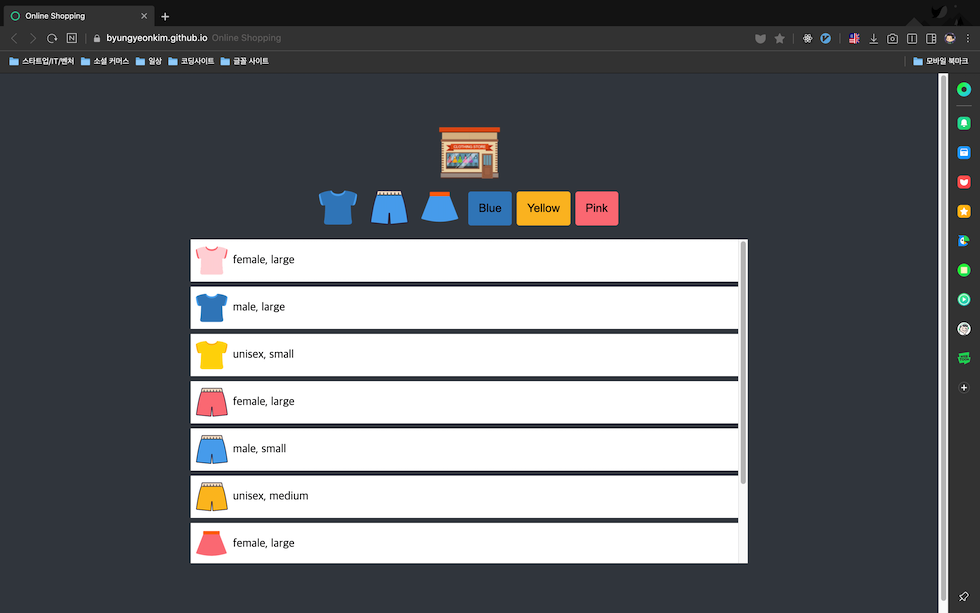 Online Shopping
byungyeonkim.github.io Online Shopping
스타트업/IT/벤처 소셜 커머스 일상 코딩사이트 글꼴 사이트 모바일 북마크
CLOTHING STORE
Blue Yellow Pink
female, large
male, large
unisex, small
female, large
male, small
unisex, medium
female, large